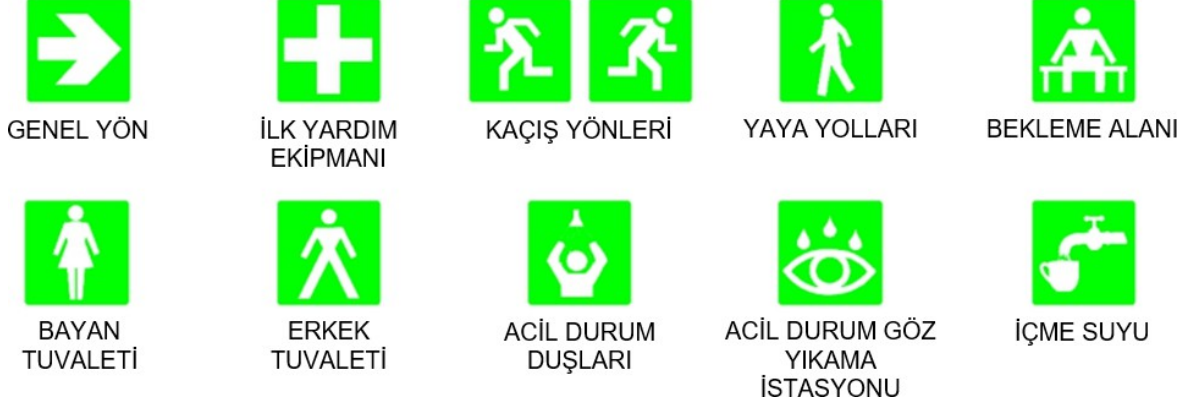 GENEL YÖN
İLK YARDIM
EKİPMANI
KAÇIŞ YÖNLERİ
YAYA YOLLARI
BEKLEME ALANI
BAYAN
TUVALETİ
ERKEK
TUVALETİ
ACİL DURUM
DUŞLARI
ACİL DURUM GÖZ
YIKAMA
İSTASYONU
İÇME SUYU